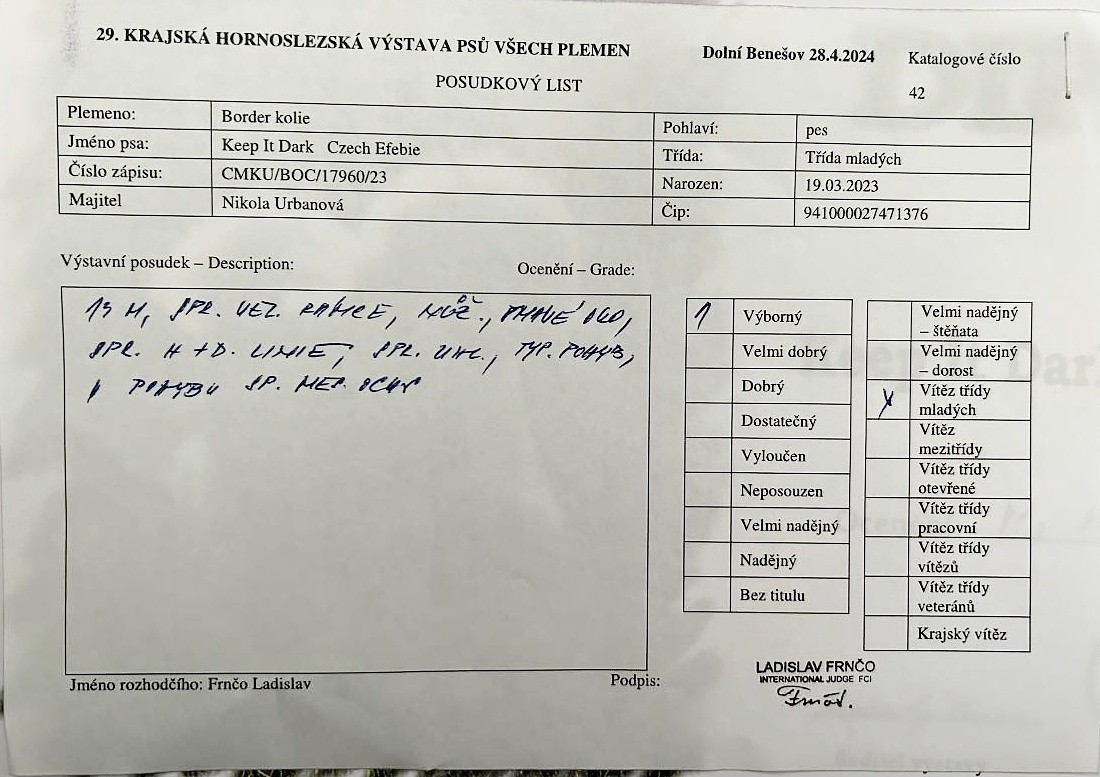 29. KRAJSKÁ HORNOSLEZSKÁ VÝSTAVA PSŮ VŠECH PLEMEN
Dolní Benešov 28.4.2024
Katalogové číslo
POSUDKOVÝ LIST
42
Plemeno: Border kolie Pohlaví: pes
Jméno psa: Keep It Dark Czech Efebie Třída: Třída mladých
Číslo zápisu: CMKU/BOC/17960/23 Narozen: 19.03.2023
Majitel Nikola Urbanová Čip: 941000027471376
Výstavní posudek – Description:
Ocenění – Grade:
13 M, SPR. VEZ. NŮŽ., TMAVÉ OKO,
SPR. H + D. LINIE, SPR. ÚHL., TYP. POHYB,
V POHYBU SP. NES. OCAS
1 Výborný
Velmi dobrý
Dobrý
Dostatečný
Vyloučen
Neposouzen
Velmi nadějný
Nadějný
Bez titulu
Velmi nadějný
– štěňata
Velmi nadějný
– dorost
X Vítěz třídy
mladých
Vítěz
mezitřídy
Vítěz třídy
otevřené
Vítěz třídy
pracovní
Vítěz třídy
vítězů
Vítěz třídy
veteránů
Krajský vítěz
Jméno rozhodčího: Frnčo Ladislav
Podpis:
LADISLAV FRNČO
INTERNATIONAL JUDGE FCI